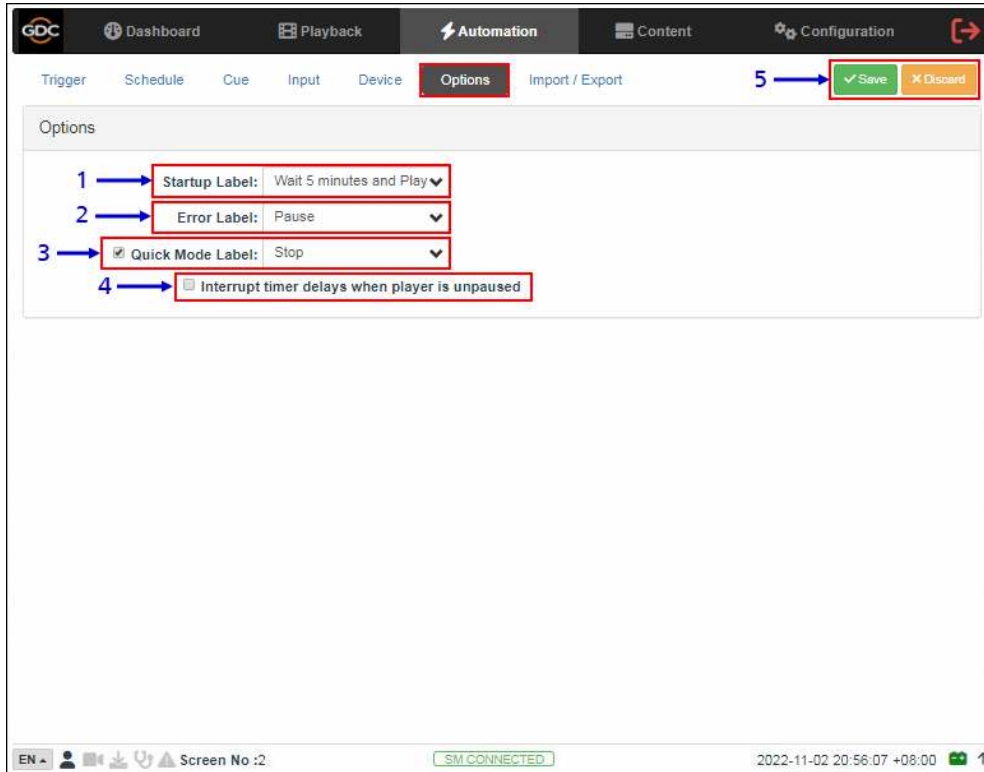 GDC Dashboard Playback Automation Content Configuration
Trigger Schedule Cue Input Device Options Import / Export 5 Save Discard
Options
1 Startup Label: Wait 5 minutes and Play
2 Error Label: Pause
3 Quick Mode Label: Stop
4 Interrupt timer delays when player is unpaused
EN Screen No :2 SM CONNECTED 2022-11-02 20:56:07 +08:00